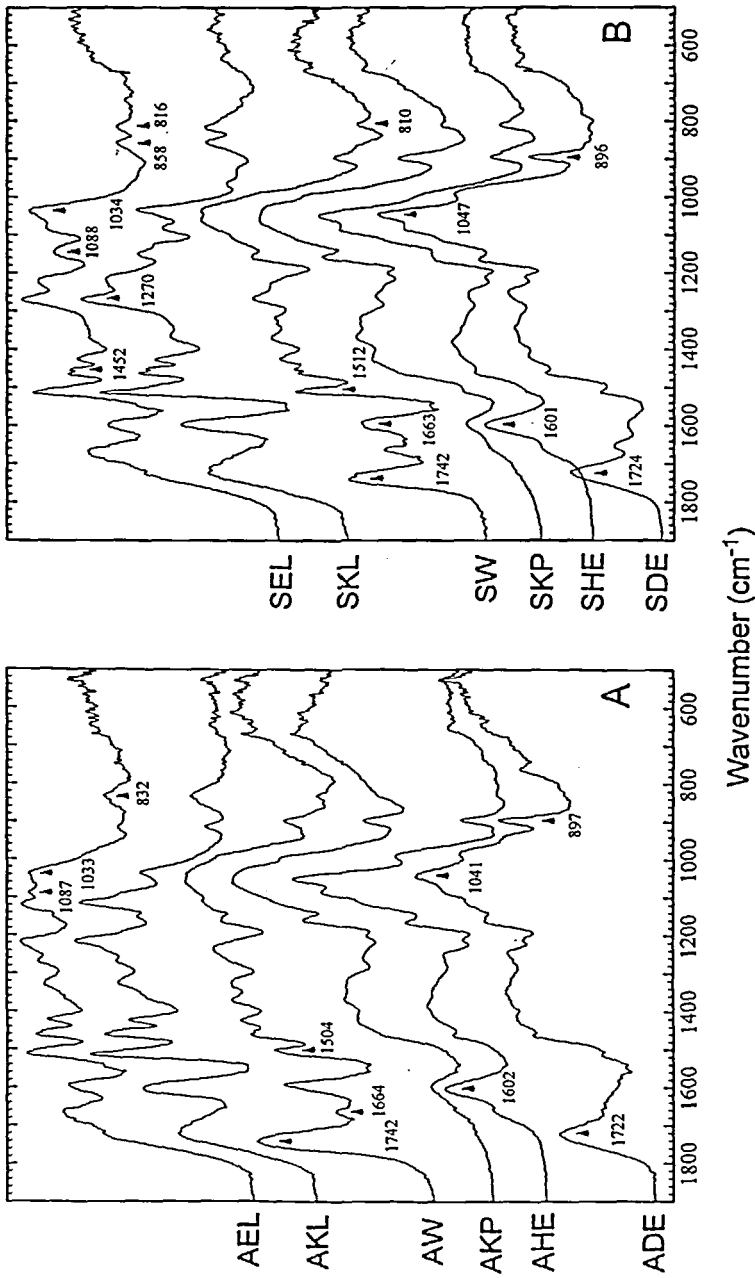 A
AEL
AKL
AW
AKP
AHE
ADE
1087
1033
832
1742
1664
1504
1602
1041
897
1722
1800
1600
1400
1200
1000
800
600
B
SEL
SKL
SW
SKP
SHE
SDE
1452
1088
1034
858
816
1270
1742
1663
1512
810
1601
1047
896
1724
1800
1600
1400
1200
1000
800
600
Wavenumber (cm⁻¹)